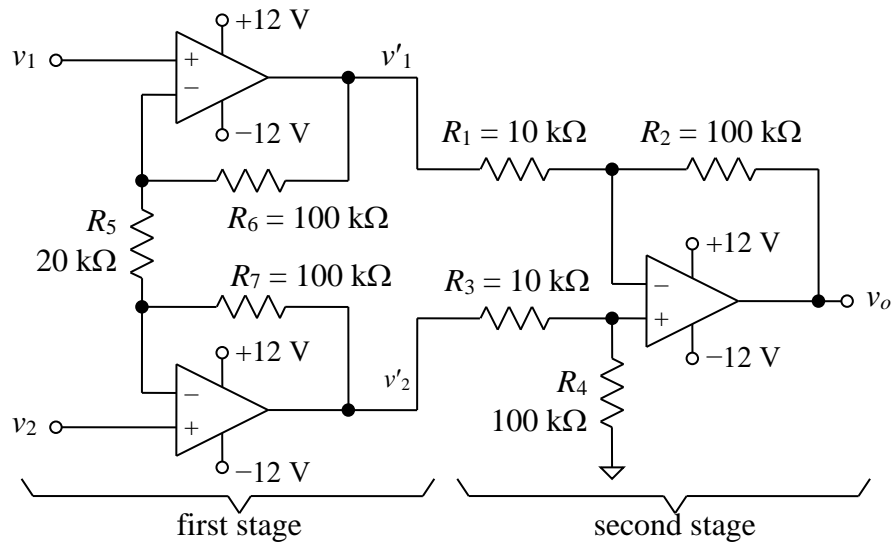 +12 V
v1
+
−
v′1
−12 V
R1 = 10 kΩ
R2 = 100 kΩ
R6 = 100 kΩ
R5
20 kΩ
R7 = 100 kΩ
R3 = 10 kΩ
+12 V
−
+
vo
+12 V
−12 V
v′2
R4
100 kΩ
−
+
v2
−12 V
first stage
second stage